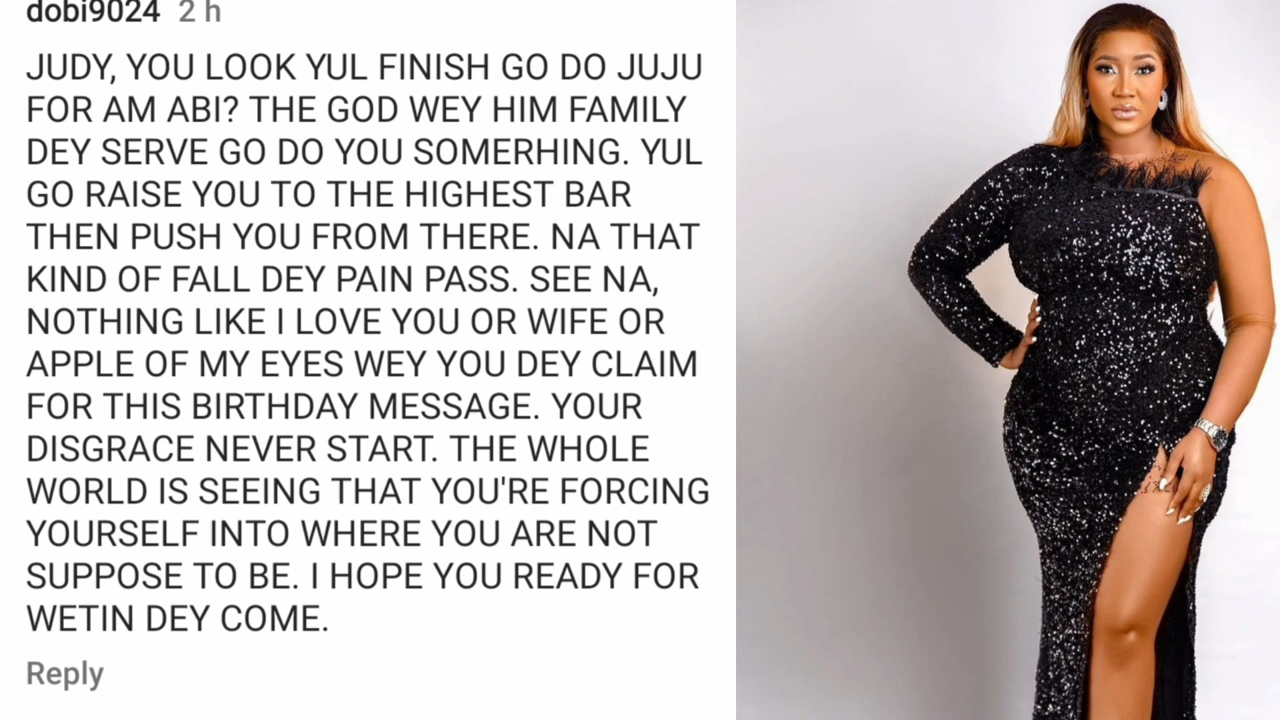 dobi9024 2 h
JUDY, YOU LOOK YUL FINISH GO DO JUJU
FOR AM ABI? THE GOD WEY HIM FAMILY
DEY SERVE GO DO YOU SOMERHING. YUL
GO RAISE YOU TO THE HIGHEST BAR
THEN PUSH YOU FROM THERE. NA THAT
KIND OF FALL DEY PAIN PASS. SEE NA,
NOTHING LIKE I LOVE YOU OR WIFE OR
APPLE OF MY EYES WEY YOU DEY CLAIM
FOR THIS BIRTHDAY MESSAGE. YOUR
DISGRACE NEVER START. THE WHOLE
WORLD IS SEEING THAT YOU'RE FORCING
YOURSELF INTO WHERE YOU ARE NOT
SUPPOSE TO BE. I HOPE YOU READY FOR
WETIN DEY COME.
Reply